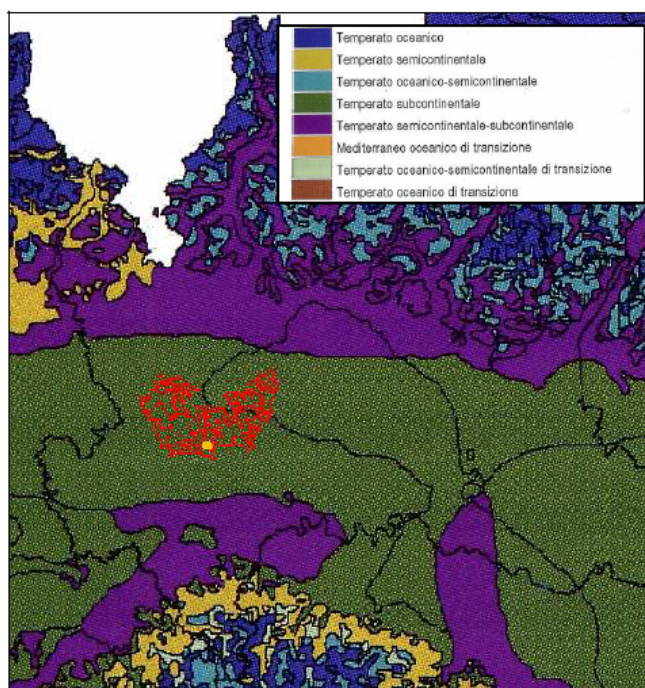 Temperato oceanico
Temperato semicontinentale
Temperato oceanico-semicontinentale
Temperato subcontinentale
Temperato semicontinentale-subcontinentale
Mediterraneo oceanico di transizione
Temperato oceanico-semicontinentale di transizione
Temperato oceanico di transizione